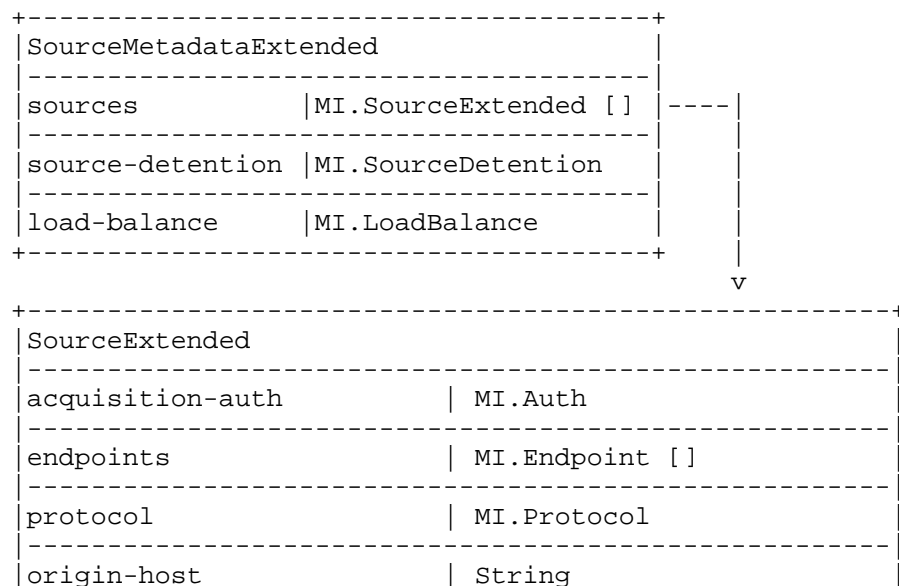 +---------------------------------------+
|SourceMetadataExtended                 |
|---------------------------------------|
|sources          |MI.SourceExtended [] |----|
|---------------------------------------|    |
|source-detention |MI.SourceDetention   |    |
|---------------------------------------|    |
|load-balance     |MI.LoadBalance       |    |
+---------------------------------------+    |
                                             v
+------------------------------------------------------+
|SourceExtended                                        |
|------------------------------------------------------|
|acquisition-auth          | MI.Auth                   |
|------------------------------------------------------|
|endpoints                 | MI.Endpoint []            |
|------------------------------------------------------|
|protocol                  | MI.Protocol               |
|------------------------------------------------------|
|origin-host               | String                    |